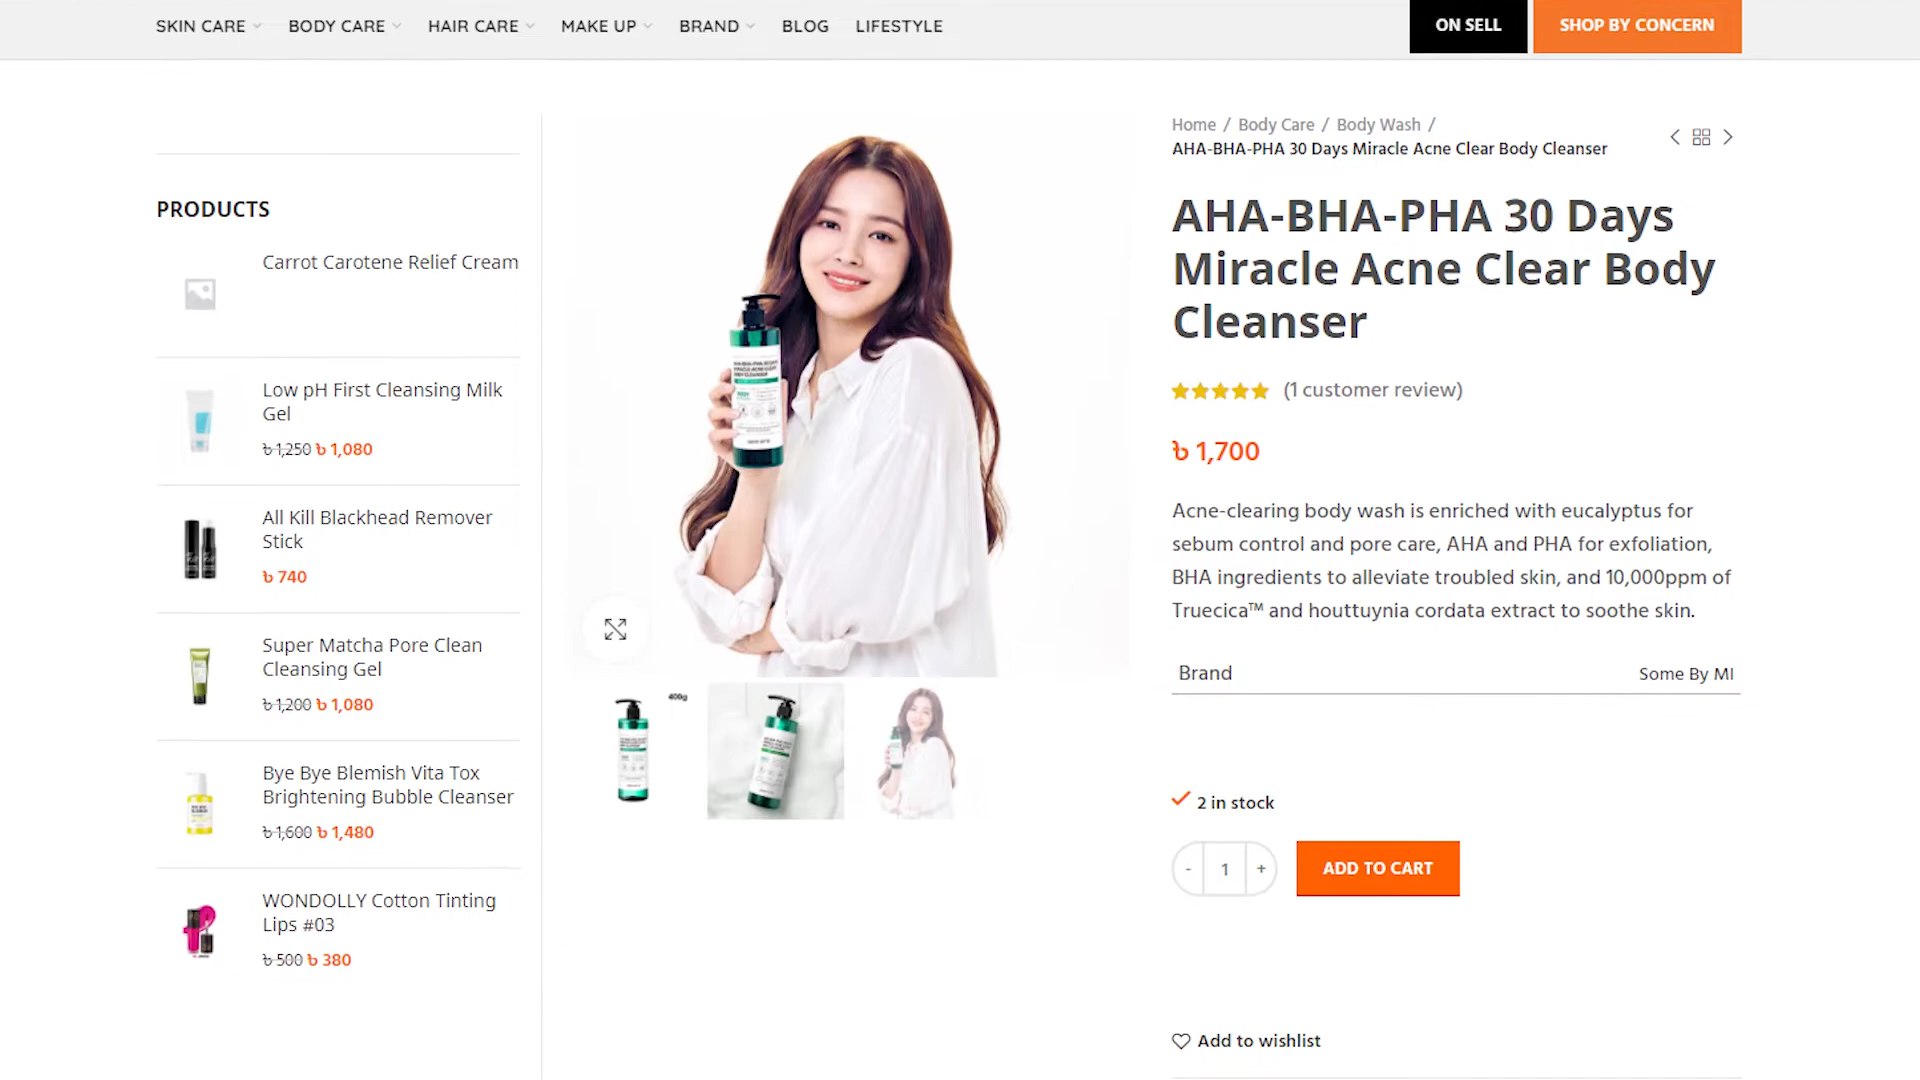 SKIN CARE BODY CARE HAIR CARE MAKE UP BRAND BLOG LIFESTYLE ON SELL SHOP BY CONCERN
PRODUCTS
Carrot Carotene Relief Cream
Low pH First Cleansing Milk
Gel
৳ 1,250 ৳ 1,080
All Kill Blackhead Remover
Stick
৳ 740
Super Matcha Pore Clean
Cleansing Gel
৳ 1,200 ৳ 1,080
Bye Bye Blemish Vita Tox
Brightening Bubble Cleanser
৳ 1,600 ৳ 1,480
WONDOLLY Cotton Tinting
Lips #03
৳ 500 ৳ 380
400g
Home / Body Care / Body Wash /
AHA-BHA-PHA 30 Days Miracle Acne Clear Body Cleanser
AHA-BHA-PHA 30 Days
Miracle Acne Clear Body
Cleanser
(1 customer review)
৳ 1,700
Acne-clearing body wash is enriched with eucalyptus for
sebum control and pore care, AHA and PHA for exfoliation,
BHA ingredients to alleviate troubled skin, and 10,000ppm of
Truecica™ and houttuynia cordata extract to soothe skin.
Brand Some By MI
2 in stock
- 1 + ADD TO CART
Add to wishlist